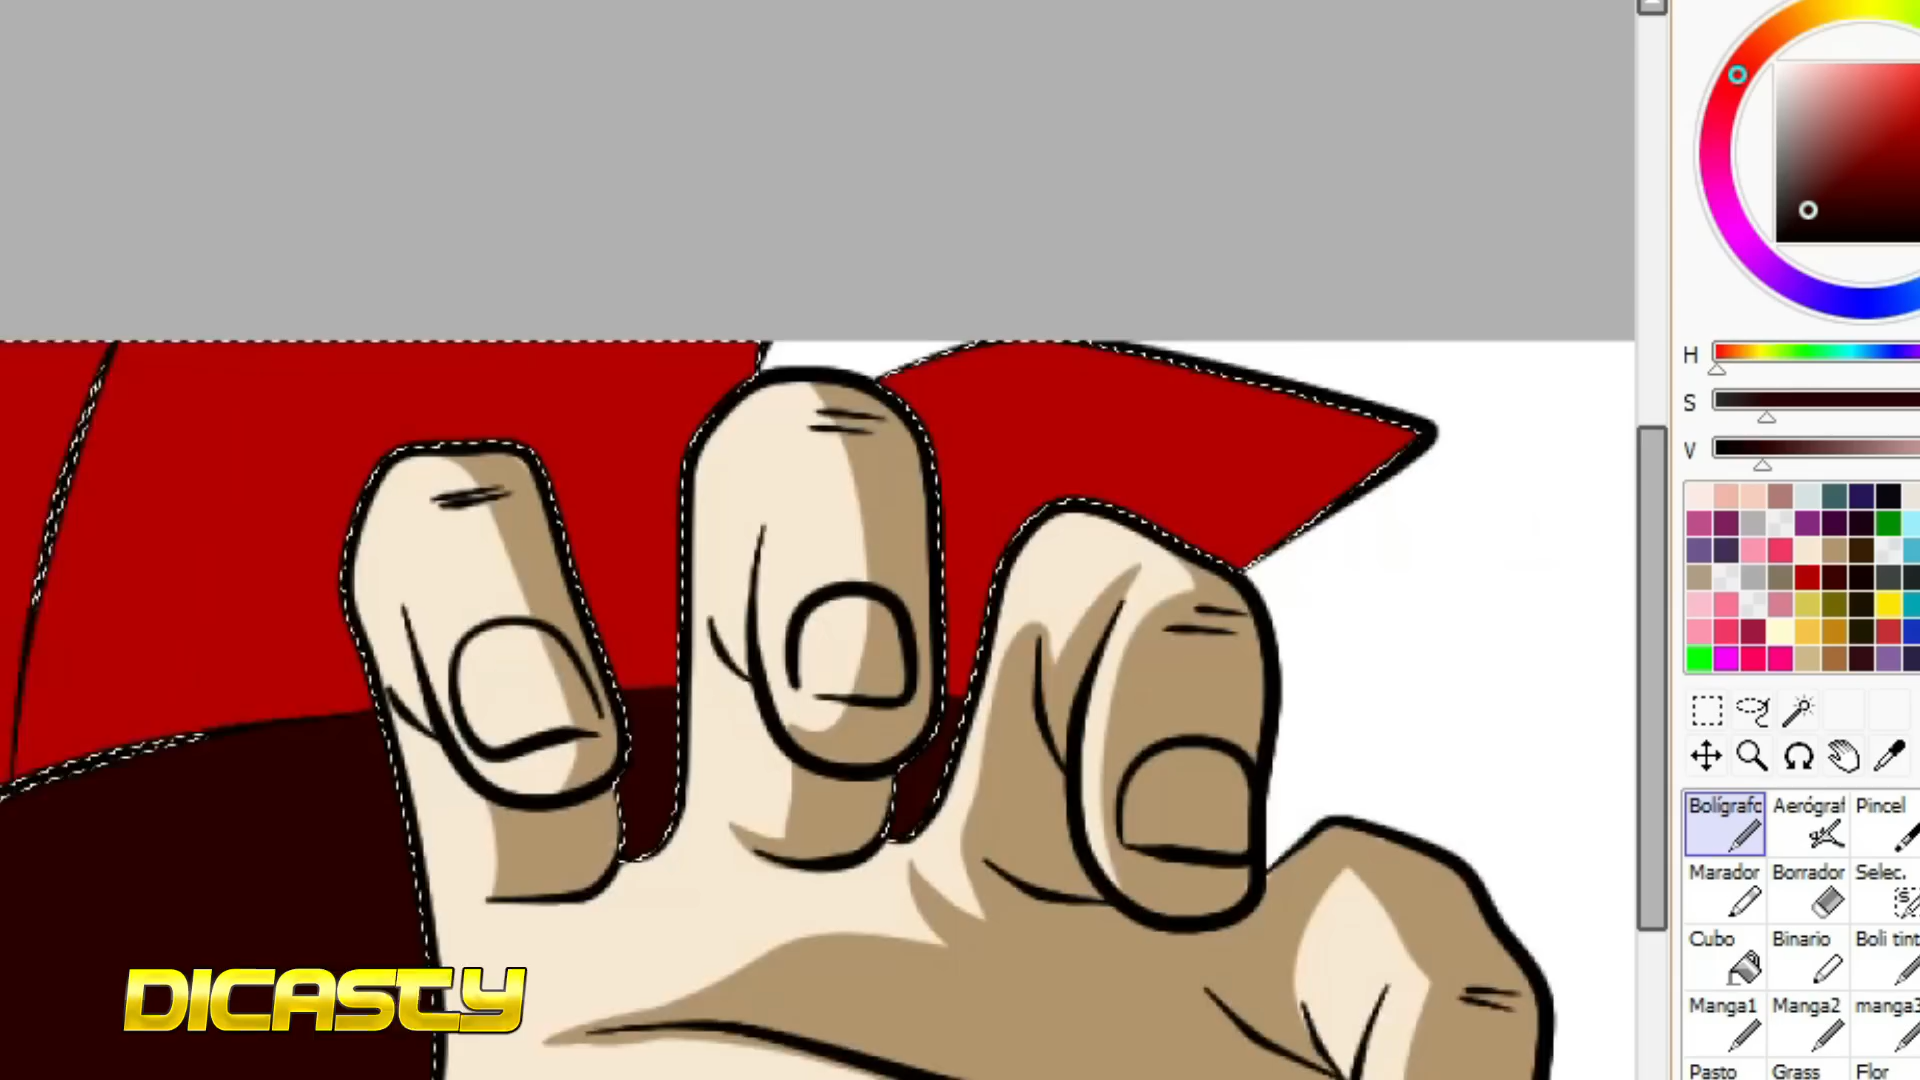 H
S
V
Bolígrafo Aerógraf Pincel
Marador Borrador Selec.
Cubo Binario Boli tint
Manga1 Manga2 manga3
Pasto Grass Flor
DICASTY